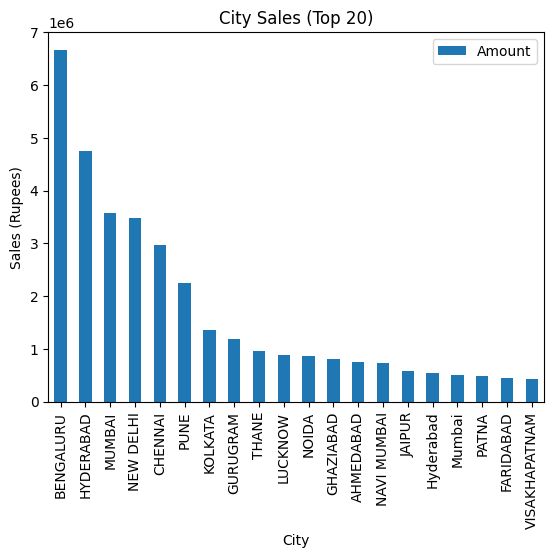 City Sales (Top 20)
1e6
Amount
7
6
5
4
3
2
1
0
Sales (Rupees)
BENGALURU
HYDERABAD
MUMBAI
NEW DELHI
CHENNAI
PUNE
KOLKATA
GURUGRAM
THANE
LUCKNOW
NOIDA
GHAZIABAD
AHMEDABAD
NAVI MUMBAI
JAIPUR
Hyderabad
Mumbai
PATNA
FARIDABAD
VISAKHAPATNAM
City